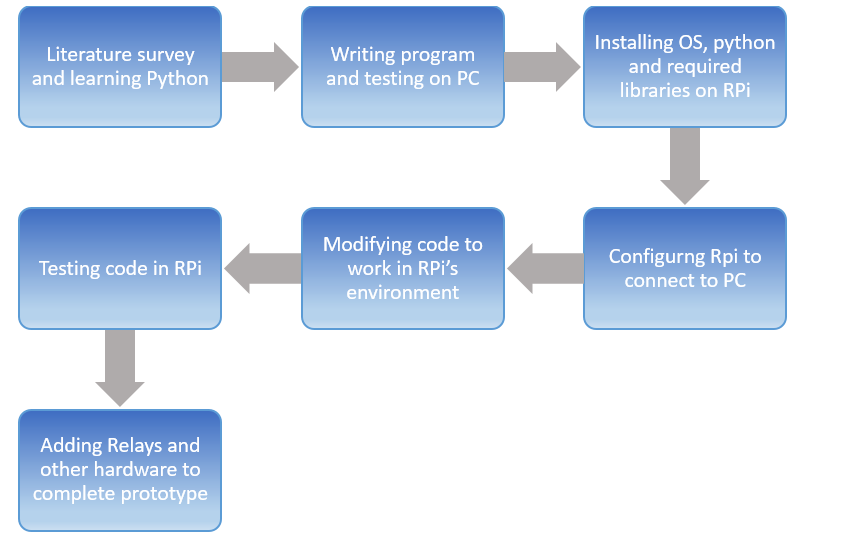 Literature survey
and learning Python
Writing program
and testing on PC
Installing OS, python
and required
libraries on RPi
Configurng Rpi to
connect to PC
Modifying code to
work in RPi’s
environment
Testing code in RPi
Adding Relays and
other hardware to
complete prototype